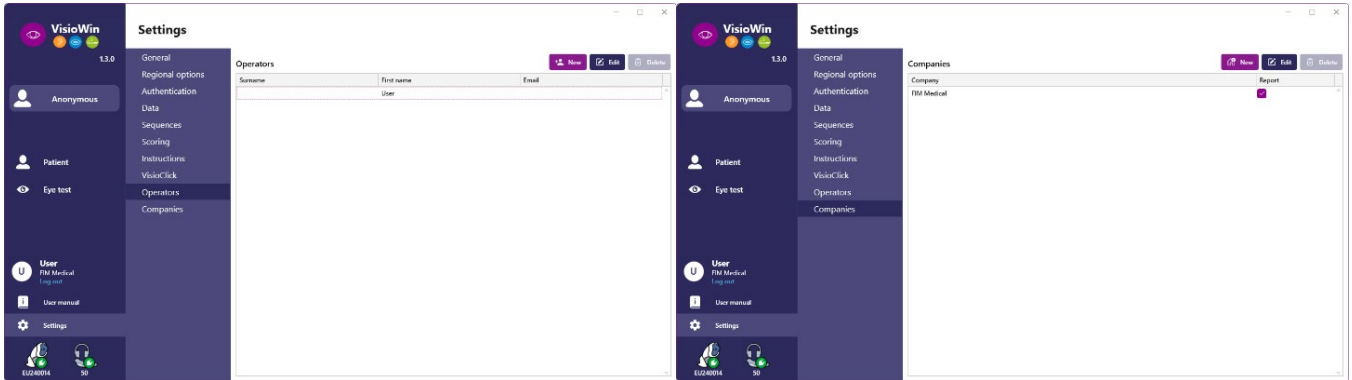 VisioWin
1.3.0
Anonymous
Patient
Eye test
U
User
FIM Medical
Log out
User manual
Settings
EU240014
50
Settings
General
Regional options
Authentication
Data
Sequences
Scoring
Instructions
VisioClick
Operators
Companies
Operators
New
Edit
Delete
Surname First name Email
User
VisioWin
1.3.0
Anonymous
Patient
Eye test
U
User
FIM Medical
Log out
User manual
Settings
EU240014
50
Settings
General
Regional options
Authentication
Data
Sequences
Scoring
Instructions
VisioClick
Operators
Companies
Companies
New
Edit
Delete
Company Report
FIM Medical